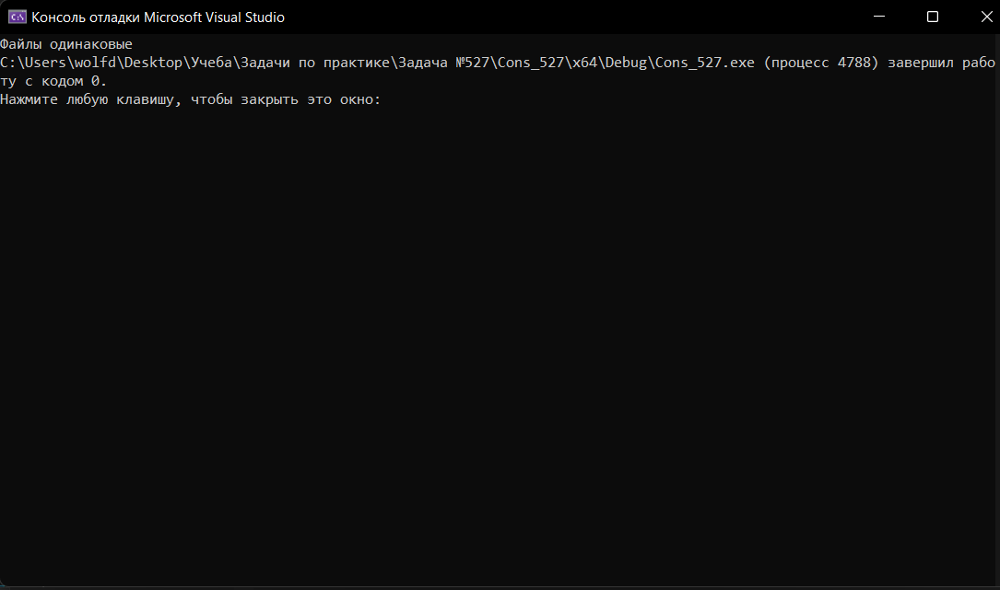 Консоль отладки Microsoft Visual Studio
Файлы одинаковые
C:\Users\wolfd\Desktop\Учеба\Задачи по практике\Задача №527\Cons_527\x64\Debug\Cons_527.exe (процесс 4788) завершил рабо
ту с кодом 0.
Нажмите любую клавишу, чтобы закрыть это окно: